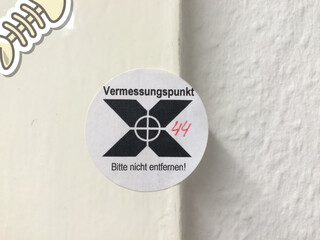 Vermessungspunkt
44
Bitte nicht entfernen!